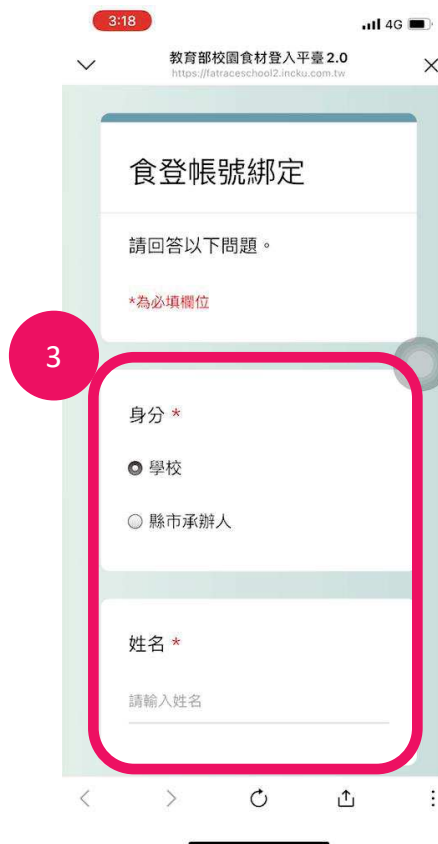 3:18
4G
教育部校園食材登入平臺2.0
https://fatraceschool2.incku.com.tw
食登帳號綁定
請回答以下問題。
*為必填欄位
3
身分 *
學校
縣市承辦人
姓名 *
請輸入姓名